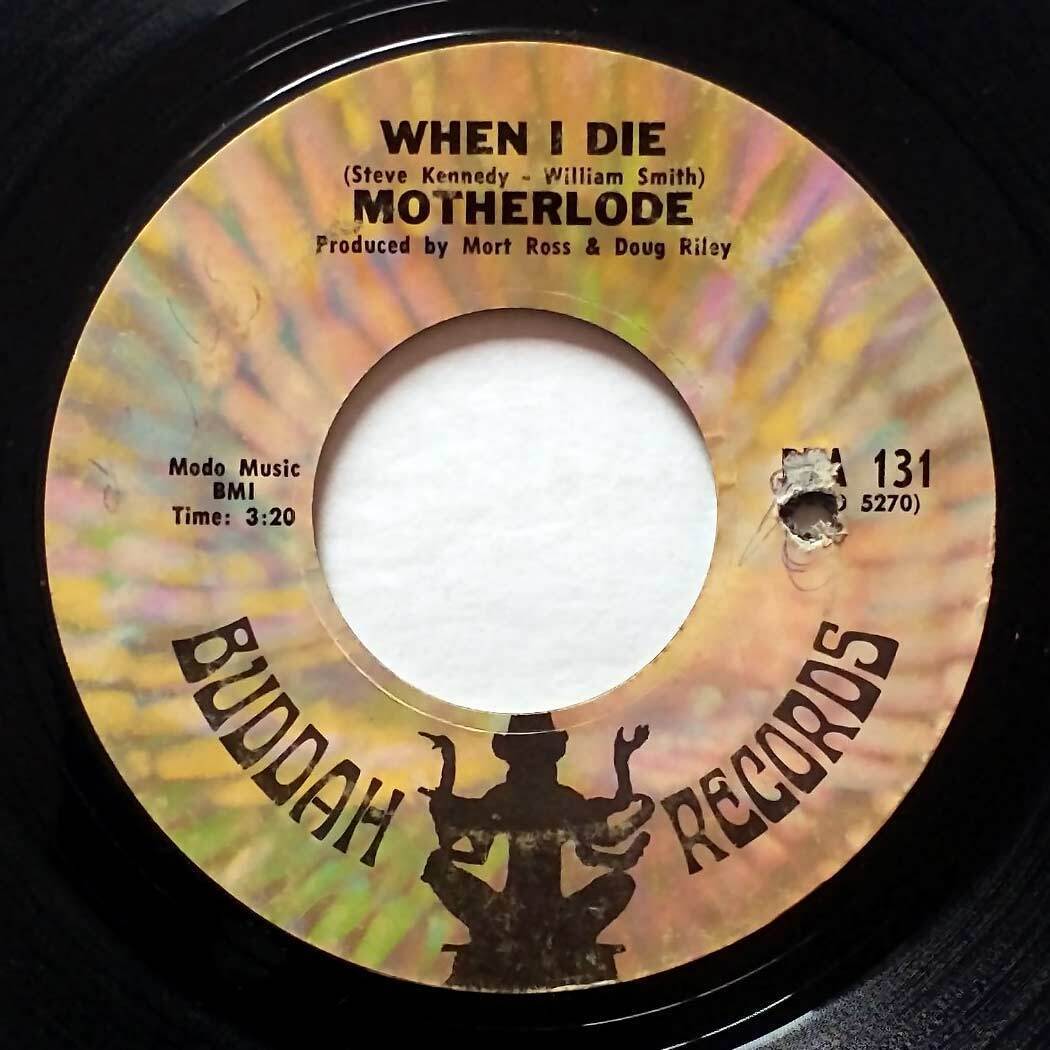 WHEN I DIE
(Steve Kennedy - William Smith)
MOTHERLODE
Produced by Mort Ross & Doug Riley
Modo Music
BMI
Time: 3:20
131
5270)
BUDDAH RECORDS